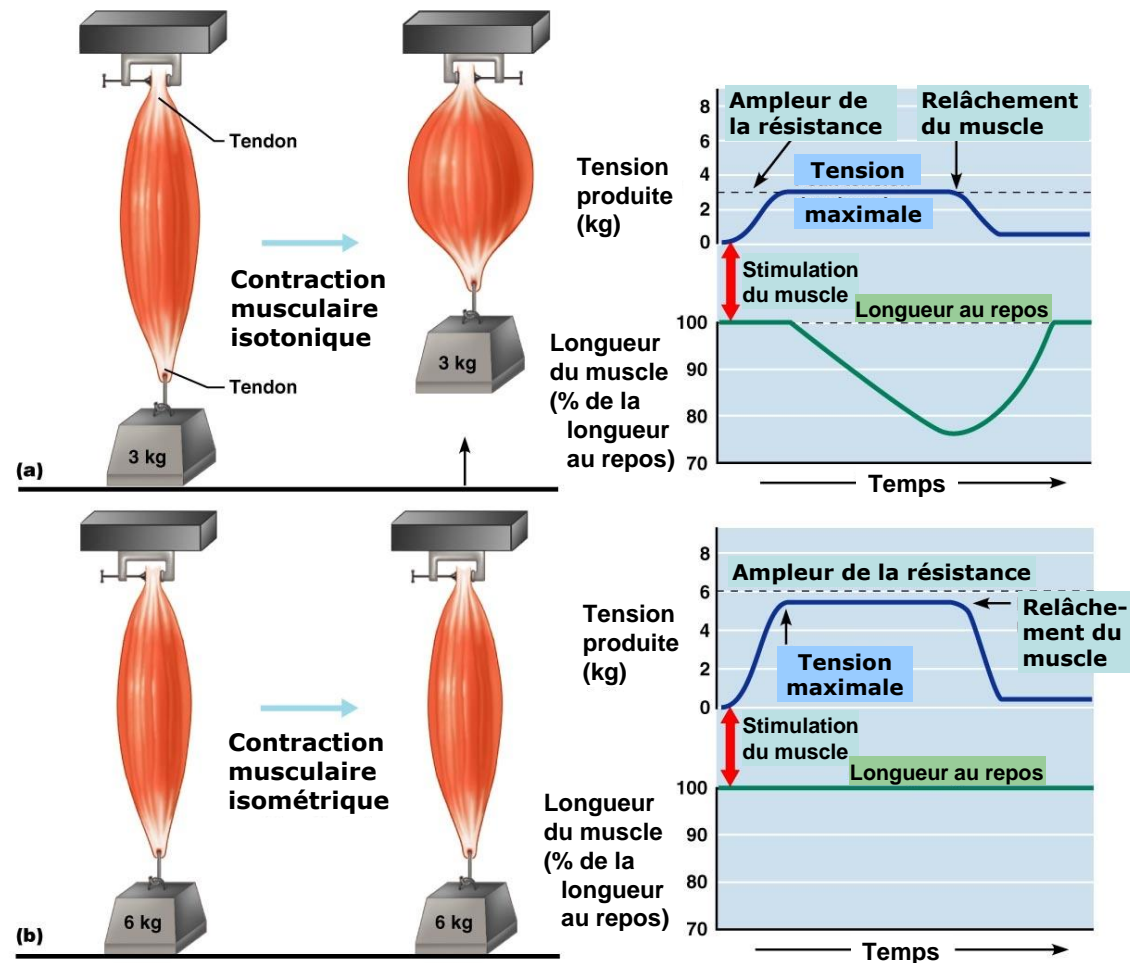 Tendon
Contraction
musculaire
isotonique
Tendon
3 kg
3 kg
(a)
Tension
produite
(kg)
8
6
4
2
0
Ampleur de
la résistance
Relâchement
du muscle
Tension
maximale
Stimulation
du muscle
Longueur au repos
Longueur
du muscle
(% de la
longueur
au repos)
100
90
80
70
Temps
Contraction
musculaire
isométrique
6 kg
6 kg
(b)
Tension
produite
(kg)
8
6
4
2
0
Ampleur de la résistance
Relâche-
ment du
muscle
Tension
maximale
Stimulation
du muscle
Longueur au repos
Longueur
du muscle
(% de la
longueur
au repos)
100
90
80
70
Temps